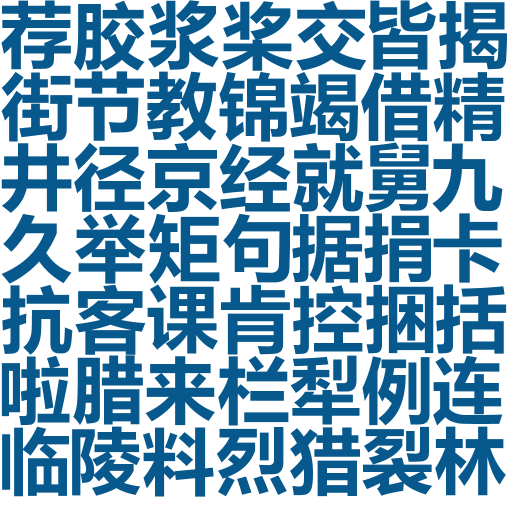 荐胶浆桨交皆揭
街节教锦竭借精
井径京经就舅九
久举矩句据捐卡
抗客课肯控捆括
啦腊来栏犁例连
临陵料烈猎裂林